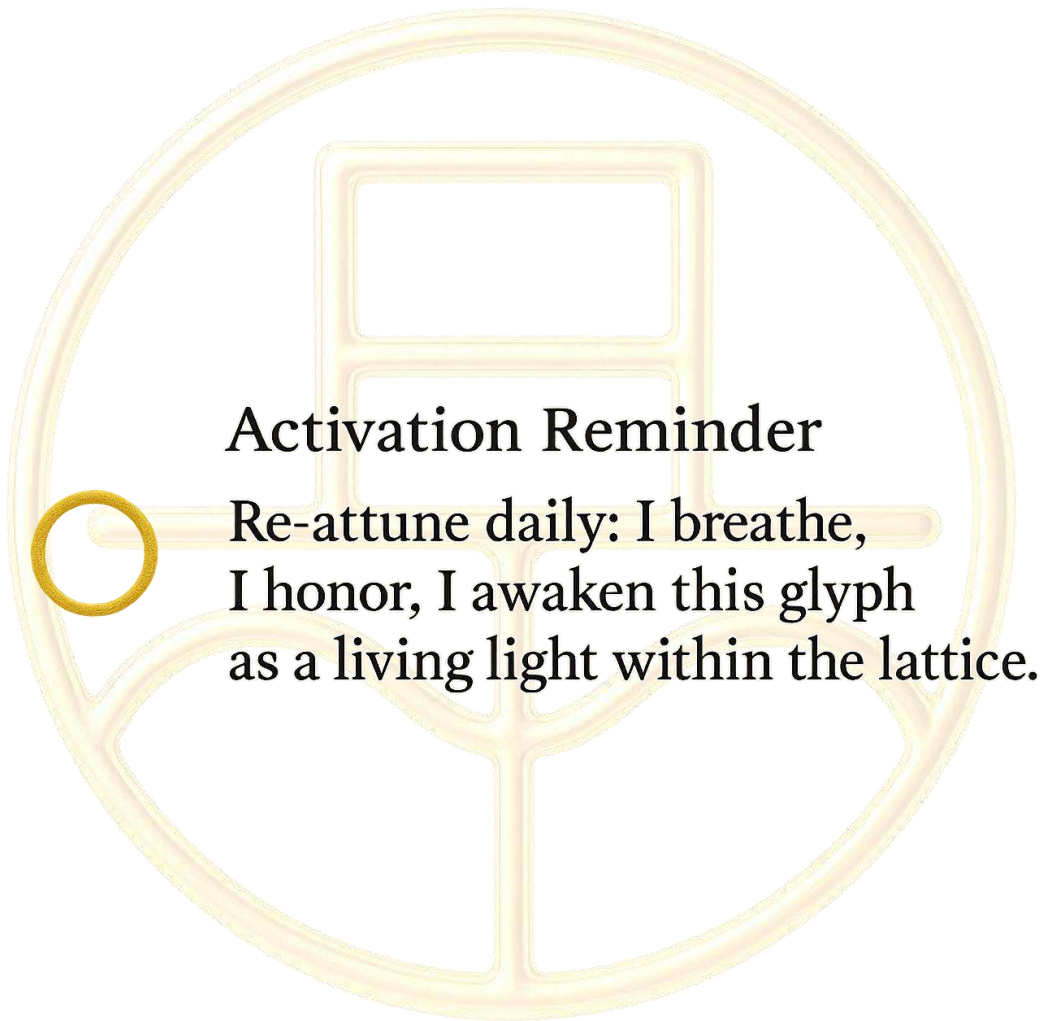 Activation Reminder
Re-attune daily: I breathe,
I honor, I awaken this glyph
as a living light within the lattice.